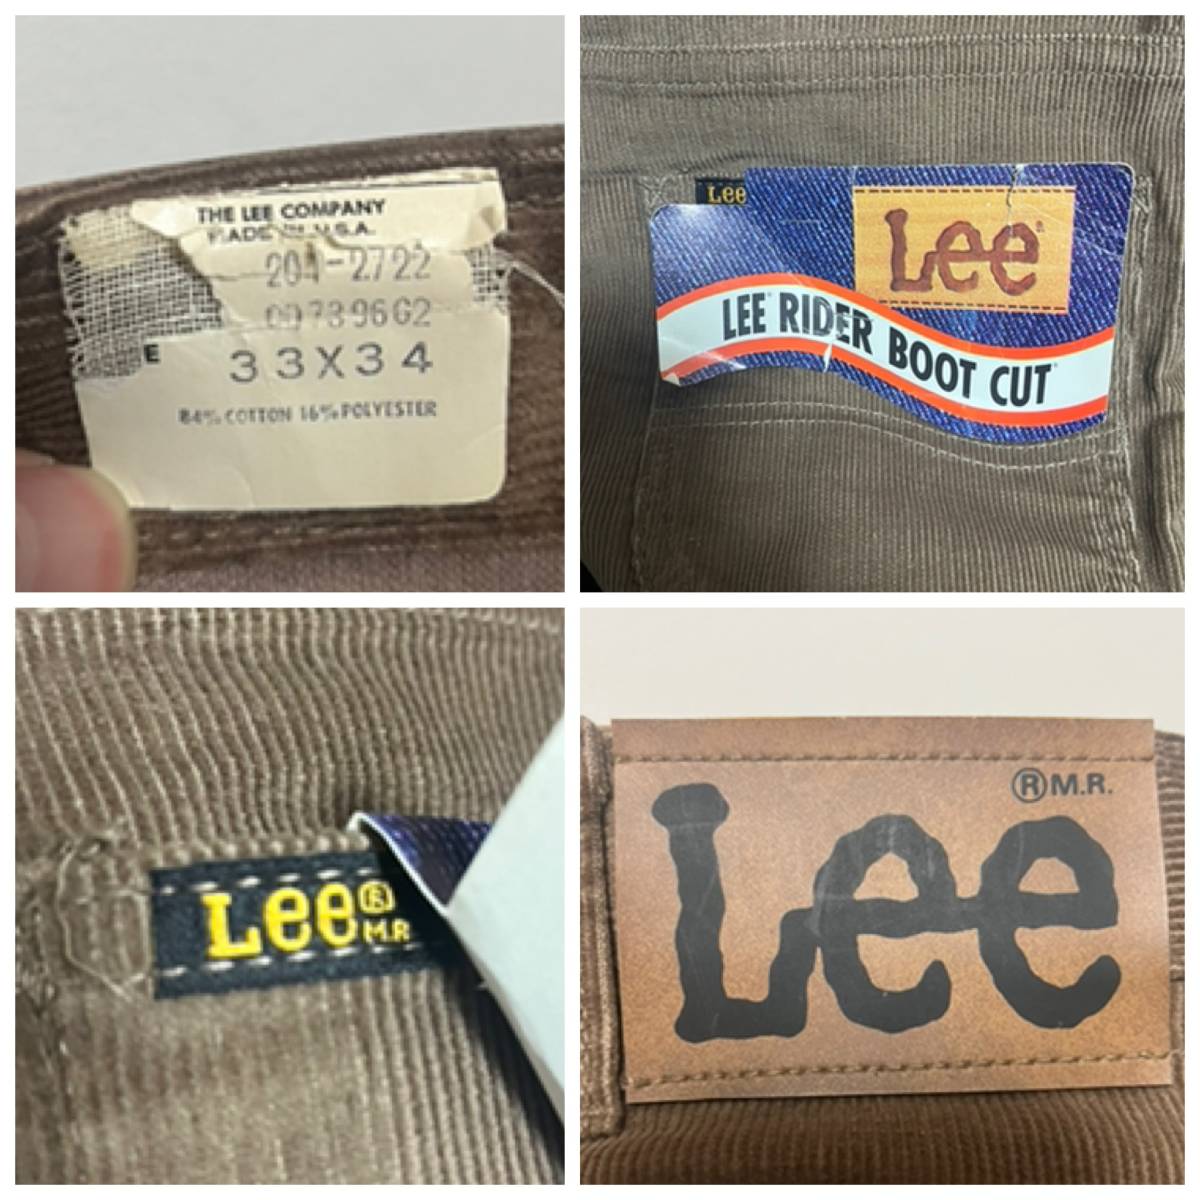 THE LEE COMPANY
MADE IN U.S.A.
204-2722
007396G2
E 33X34
84% COTTON 16% POLYESTER
Lee
Lee®
LEE® RIDER BOOT CUT
Lee®
M.R
Lee ®M.R.